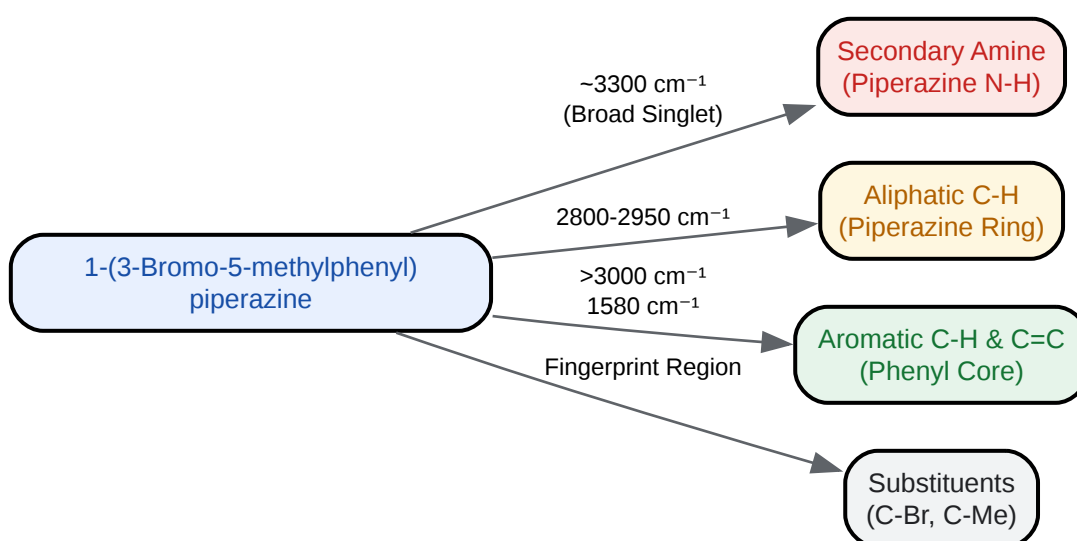 1-(3-Bromo-5-methylphenyl)
piperazine
~3300 cm⁻¹
(Broad Singlet)
Secondary Amine
(Piperazine N-H)
2800-2950 cm⁻¹
Aliphatic C-H
(Piperazine Ring)
>3000 cm⁻¹
1580 cm⁻¹
Aromatic C-H & C=C
(Phenyl Core)
Fingerprint Region
Substituents
(C-Br, C-Me)